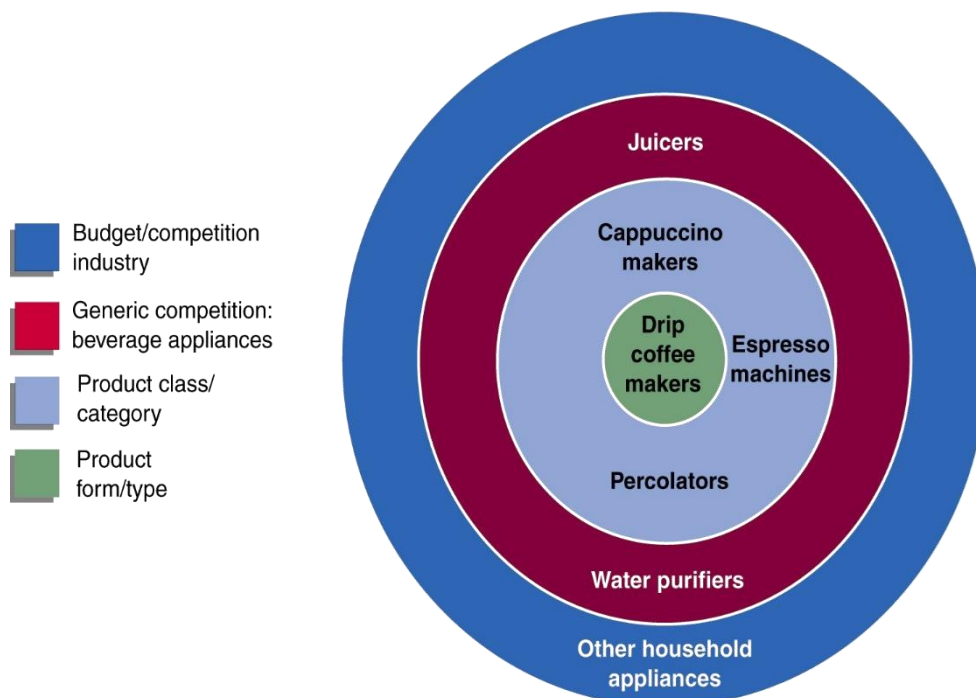 Budget/competition
industry
Generic competition:
beverage appliances
Product class/
category
Product
form/type
Juicers
Cappuccino
makers
Drip
coffee
makers
Espresso
machines
Percolators
Water purifiers
Other household
appliances